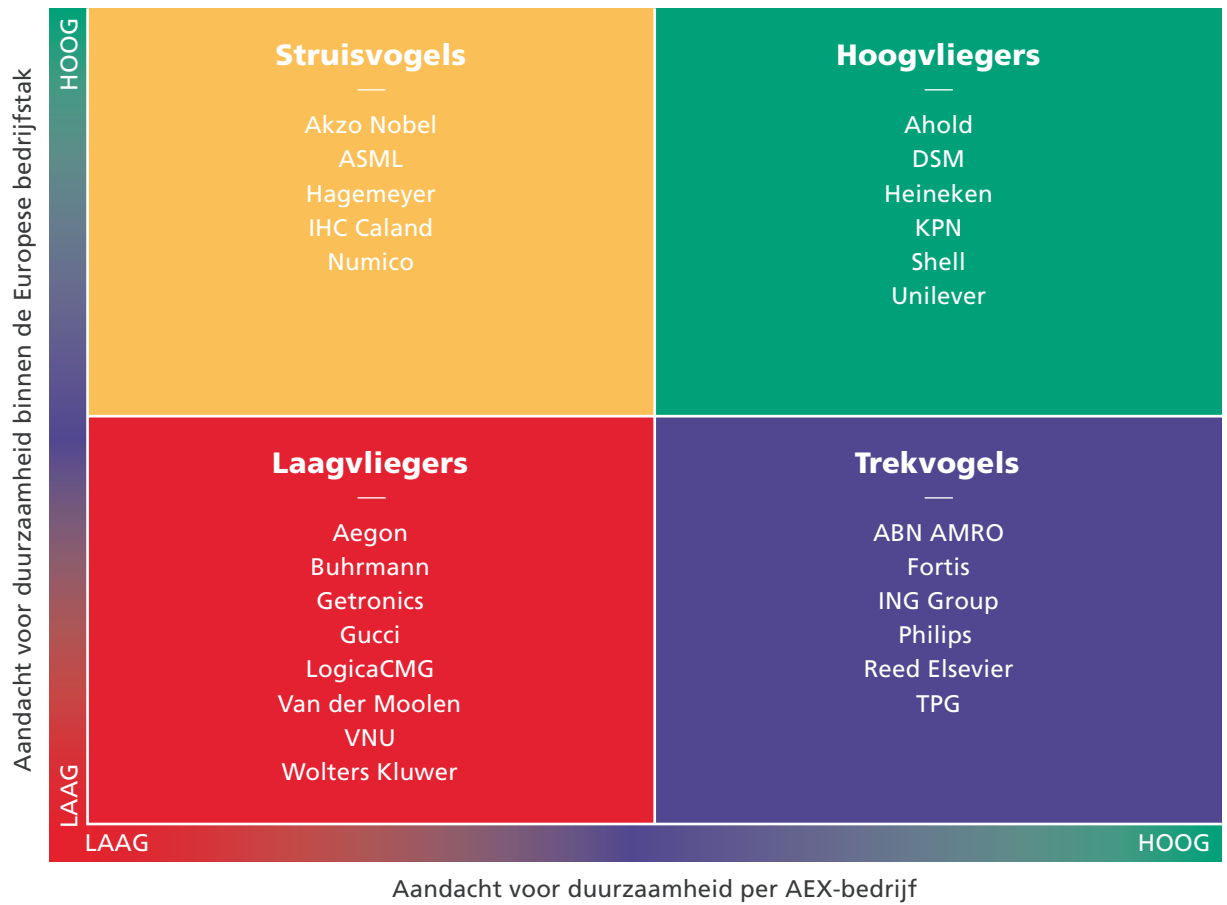 Aandacht voor duurzaamheid binnen de Europese bedrijfstak
HOOG
LAAG
Struisvogels
Akzo Nobel
ASML
Hagemeyer
IHC Caland
Numico
Hoogvliegers
Ahold
DSM
Heineken
KPN
Shell
Unilever
Laagvliegers
Aegon
Buhrmann
Getronics
Gucci
LogicaCMG
Van der Moolen
VNU
Wolters Kluwer
Trekvogels
ABN AMRO
Fortis
ING Group
Philips
Reed Elsevier
TPG
LAAG
HOOG
Aandacht voor duurzaamheid per AEX-bedrijf